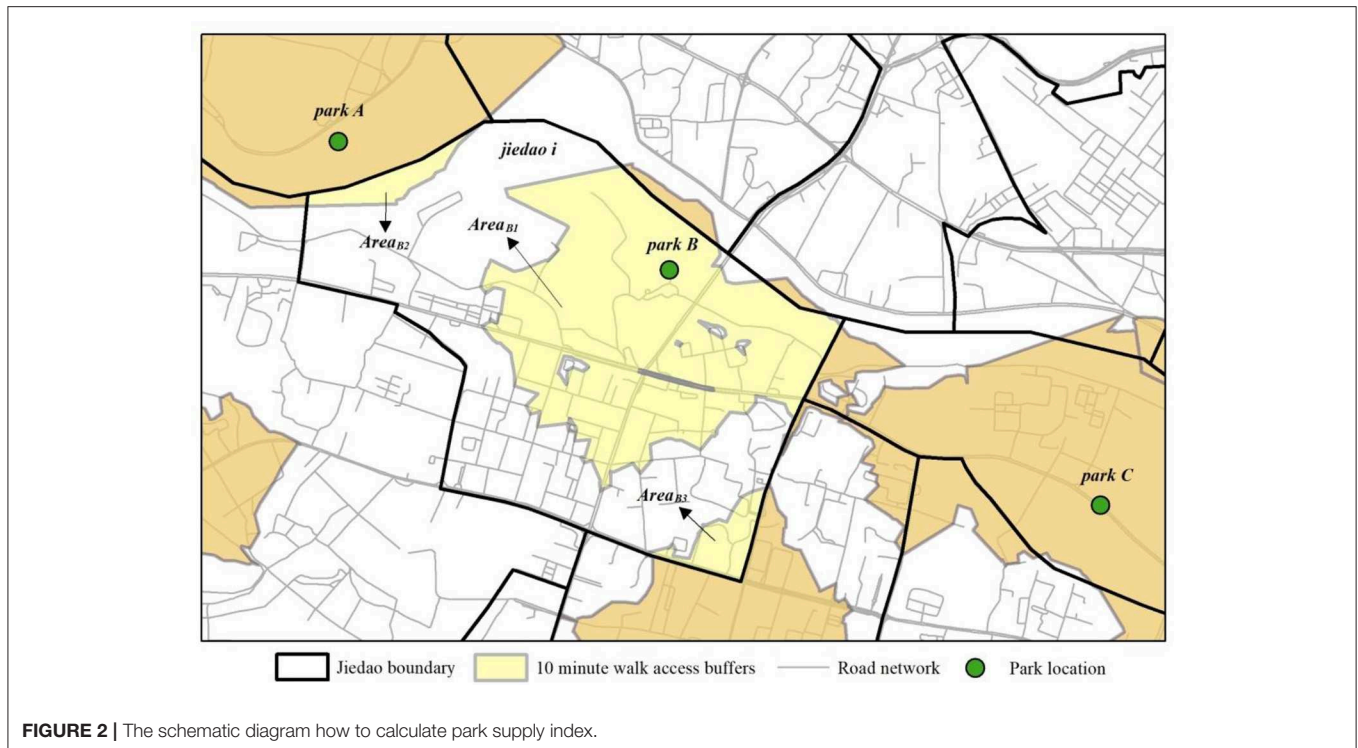 park A
jiedao i
Area_B1
park B
Area_B2
park C
Area_B3
Jiedao boundary 10 minute walk access buffers Road network Park location
FIGURE 2 | The schematic diagram how to calculate park supply index.